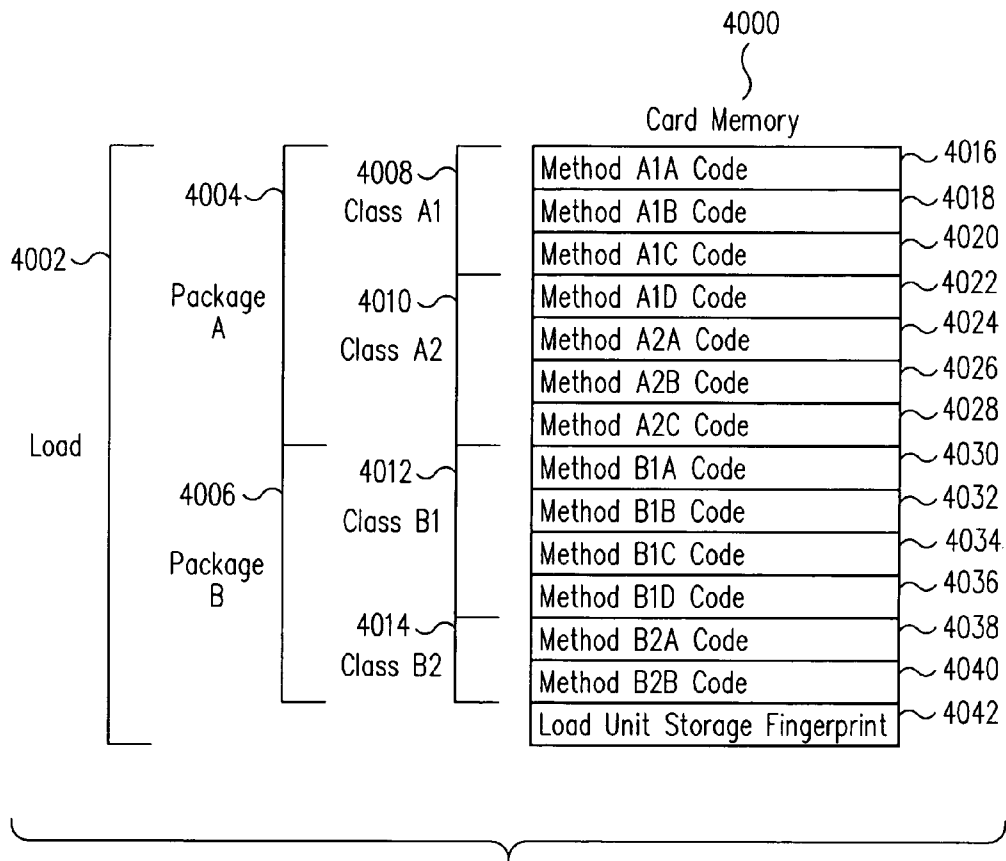 4000
Card Memory
4002
Load
4004
Package
A
4006
Package
B
4008
Class A1
4010
Class A2
4012
Class B1
4014
Class B2
Method A1A Code 4016
Method A1B Code 4018
Method A1C Code 4020
Method A1D Code 4022
Method A2A Code 4024
Method A2B Code 4026
Method A2C Code 4028
Method B1A Code 4030
Method B1B Code 4032
Method B1C Code 4034
Method B1D Code 4036
Method B2A Code 4038
Method B2B Code 4040
Load Unit Storage Fingerprint 4042